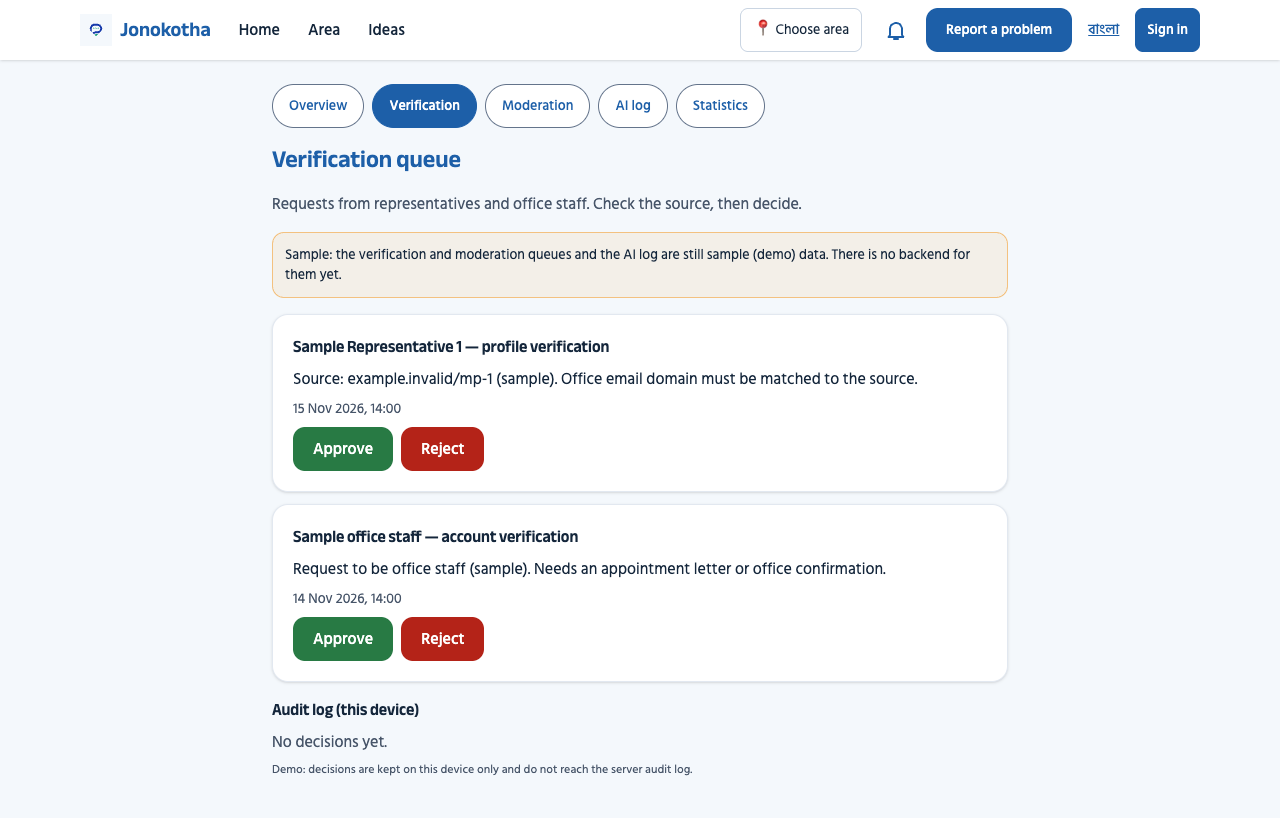 Jonokotha
Home
Area
Ideas
Choose area
Report a problem
বাংলা
Sign in
Overview
Verification
Moderation
AI log
Statistics
Verification queue
Requests from representatives and office staff. Check the source, then decide.
Sample: the verification and moderation queues and the AI log are still sample (demo) data. There is no backend for
them yet.
Sample Representative 1 — profile verification
Source: example.invalid/mp-1 (sample). Office email domain must be matched to the source.
15 Nov 2026, 14:00
Approve
Reject
Sample office staff — account verification
Request to be office staff (sample). Needs an appointment letter or office confirmation.
14 Nov 2026, 14:00
Approve
Reject
Audit log (this device)
No decisions yet.
Demo: decisions are kept on this device only and do not reach the server audit log.